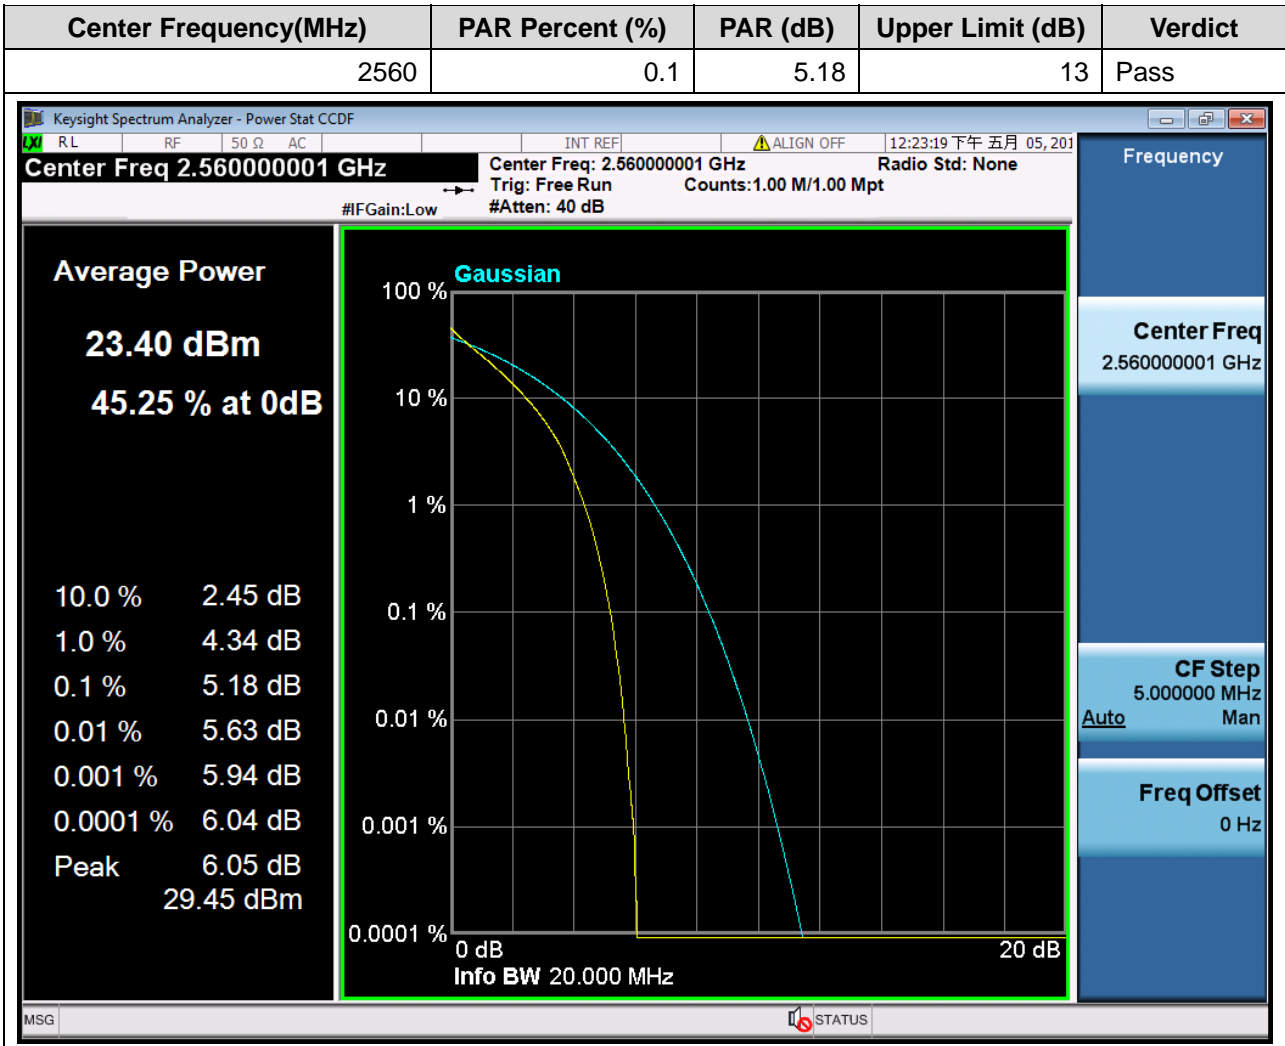 Center Frequency(MHz) PAR Percent (%) PAR (dB) Upper Limit (dB) Verdict
2560 0.1 5.18 13 Pass
Keysight Spectrum Analyzer - Power Stat CCDF
LXI RL RF 50 Ω AC INT REF ALIGN OFF 12:23:19 下午 五月 05, 201
Center Freq 2.560000001 GHz
#IFGain:Low
Center Freq: 2.560000001 GHz Radio Std: None
Trig: Free Run Counts:1.00 M/1.00 Mpt
#Atten: 40 dB
Average Power
23.40 dBm
45.25 % at 0dB
10.0 % 2.45 dB
1.0 % 4.34 dB
0.1 % 5.18 dB
0.01 % 5.63 dB
0.001 % 5.94 dB
0.0001 % 6.04 dB
Peak 6.05 dB
29.45 dBm
Gaussian
100 %
10 %
1 %
0.1 %
0.01 %
0.001 %
0.0001 %
0 dB 20 dB
Info BW 20.000 MHz
Frequency
Center Freq
2.560000001 GHz
CF Step
5.000000 MHz
Auto Man
Freq Offset
0 Hz
MSG STATUS